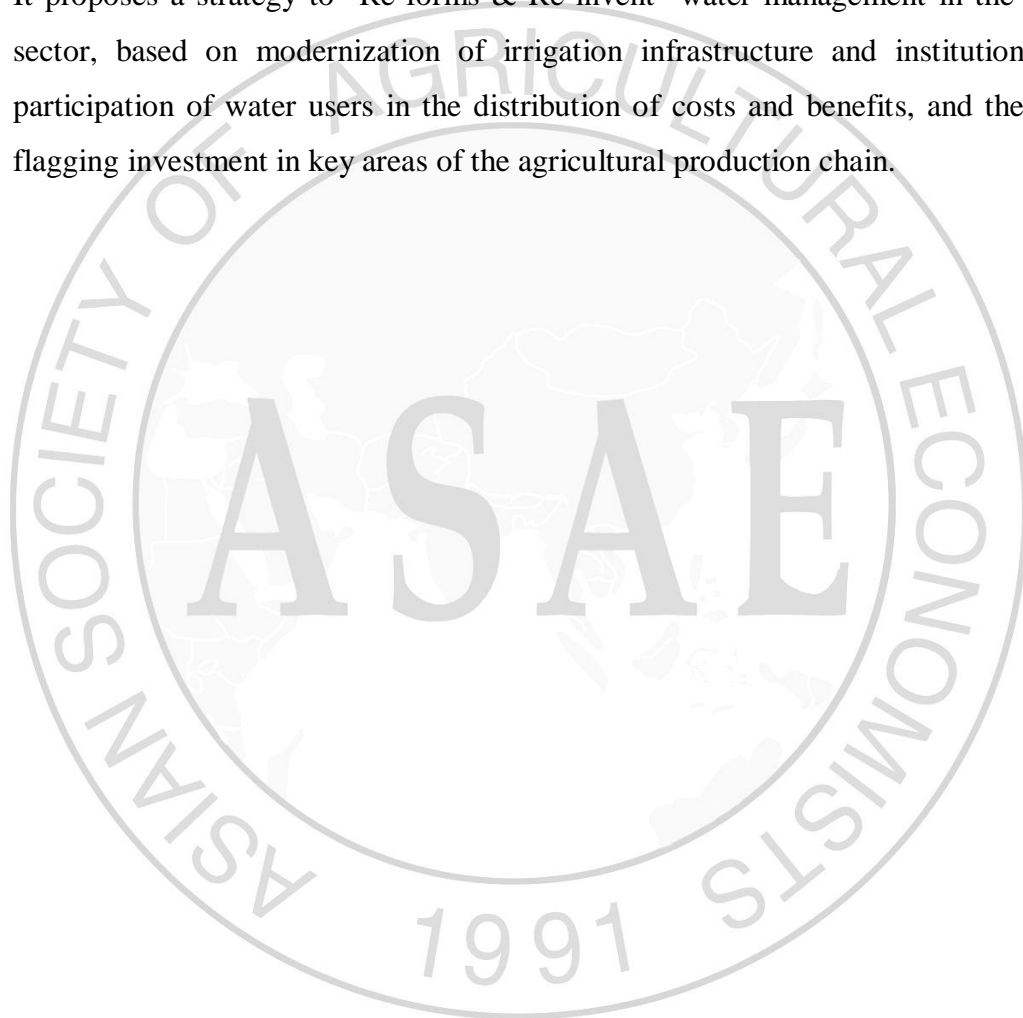 It proposes a strategy to Re forms & Re invent water management in the
sector, based on modernization of irrigation infrastructure and institution
participation of water users in the distribution of costs and benefits, and the
flagging investment in key areas of the agricultural production chain.
ASIAN SOCIETY OF AGRICULTURAL ECONOMISTS
ASAE
1991